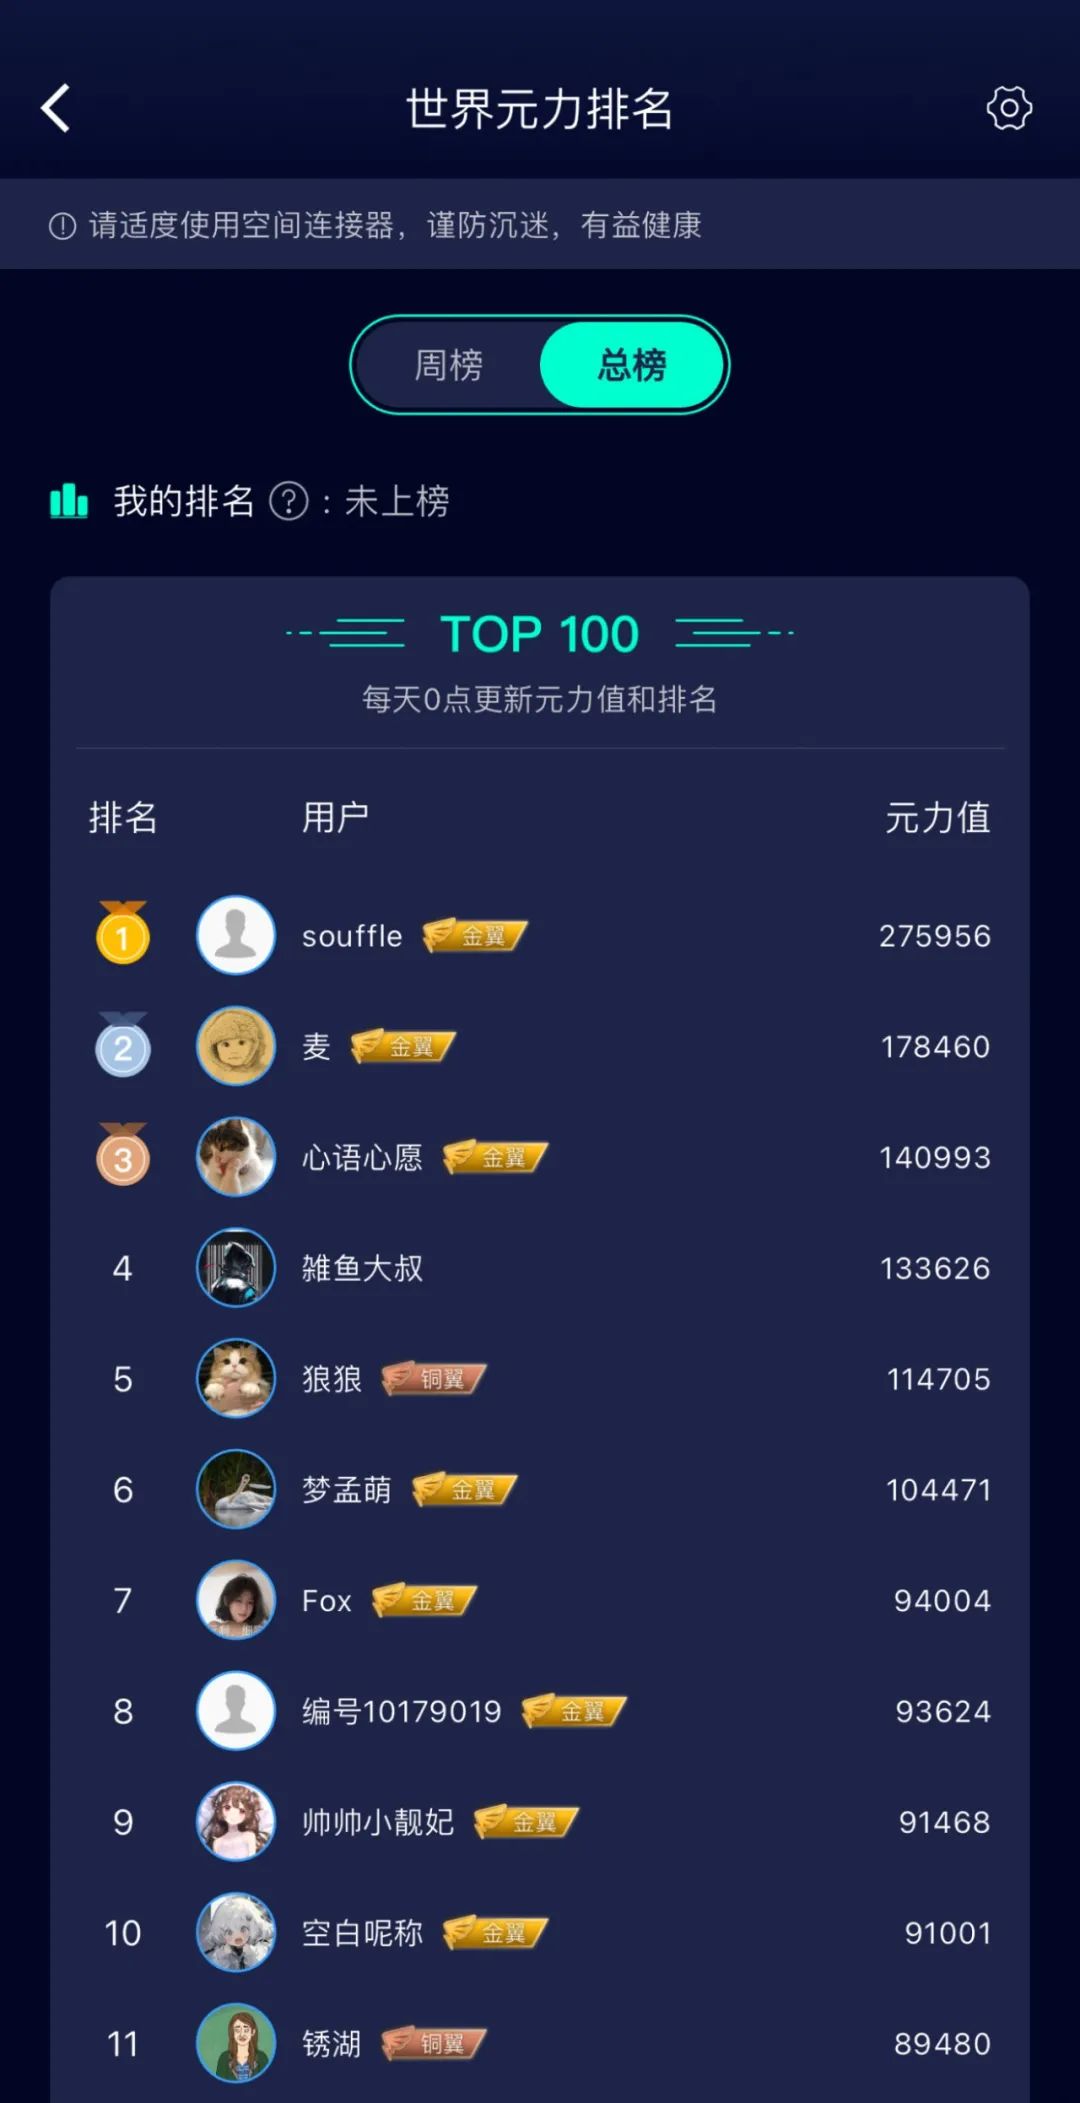 世界元力排名
请适度使用空间连接器，谨防沉迷，有益健康
周榜 总榜
我的排名 ? : 未上榜
TOP 100
每天0点更新元力值和排名
排名 用户 元力值
1 souffle 金翼 275956
2 麦 金翼 178460
3 心语心愿 金翼 140993
4 雑鱼大叔 133626
5 狼狼 铜翼 114705
6 梦孟萌 金翼 104471
7 Fox 金翼 94004
8 编号10179019 金翼 93624
9 帅帅小靓妃 金翼 91468
10 空白呢称 金翼 91001
11 锈湖 铜翼 89480